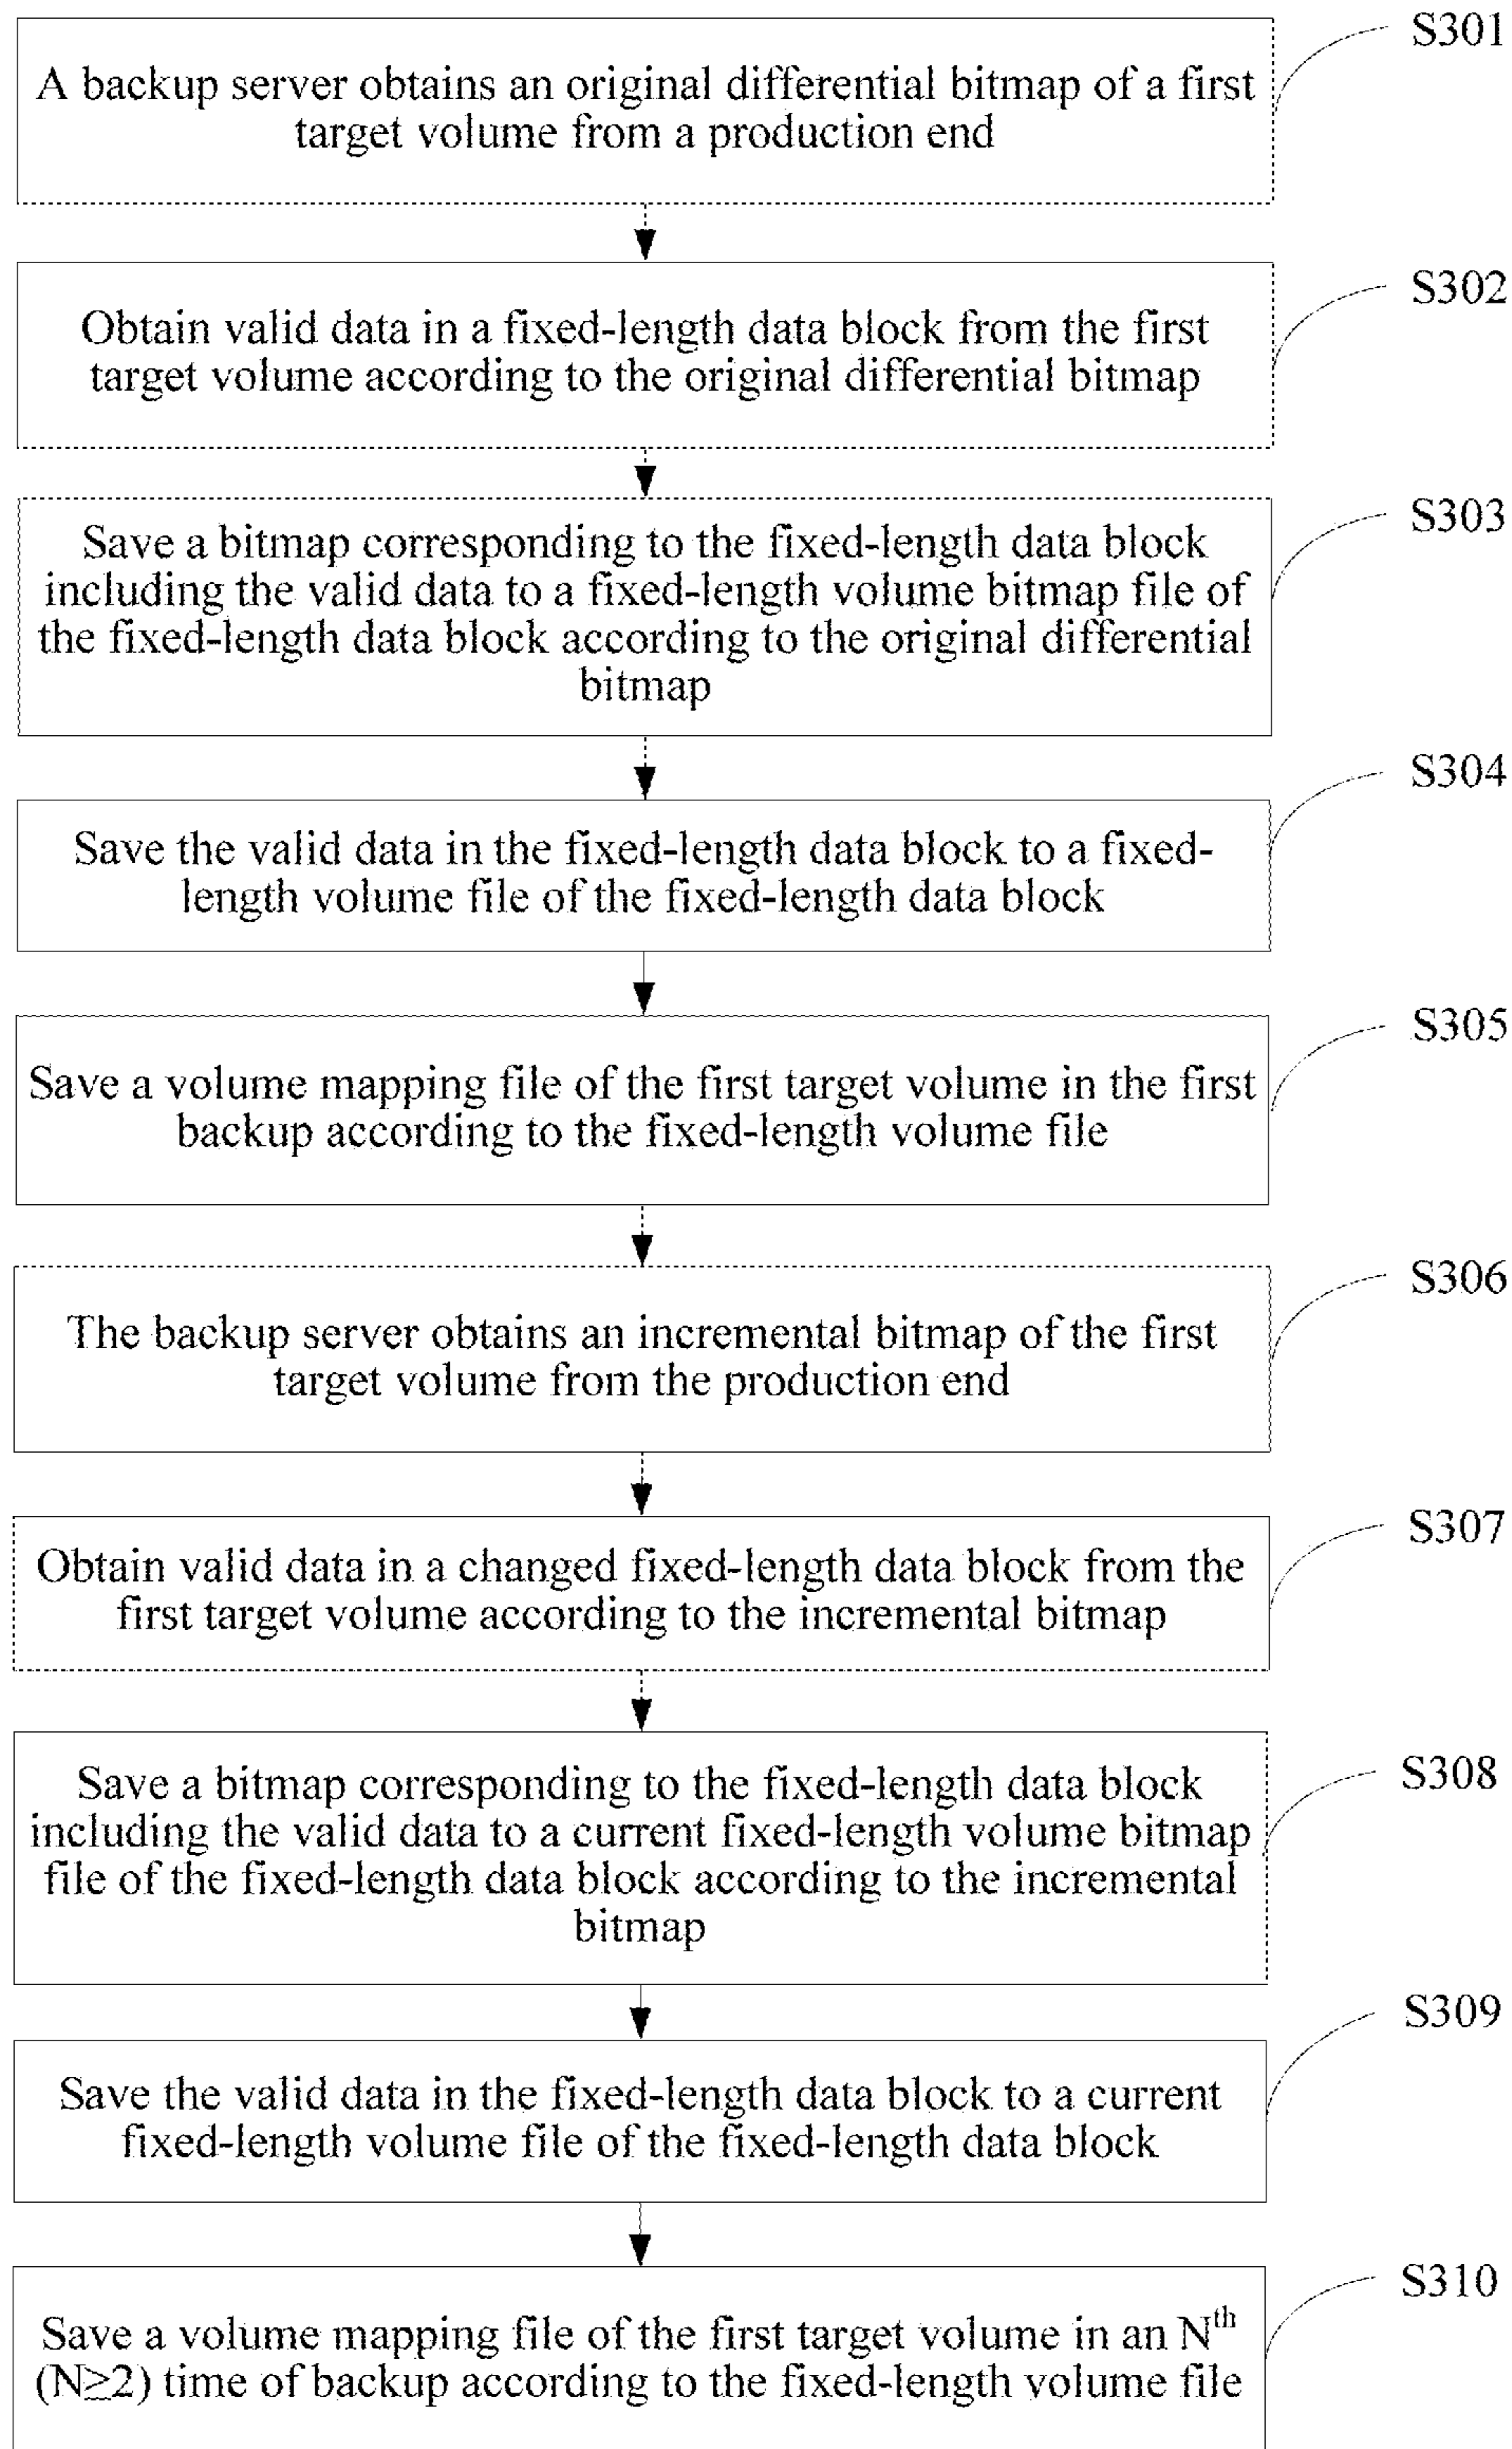 S301
A backup server obtains an original differential bitmap of a first
target volume from a production end
S302
Obtain valid data in a fixed-length data block from the first
target volume according to the original differential bitmap
S303
Save a bitmap corresponding to the fixed-length data block
including the valid data to a fixed-length volume bitmap file of
the fixed-length data block according to the original differential
bitmap
S304
Save the valid data in the fixed-length data block to a fixed-
length volume file of the fixed-length data block
S305
Save a volume mapping file of the first target volume in the first
backup according to the fixed-length volume file
S306
The backup server obtains an incremental bitmap of the first
target volume from the production end
S307
Obtain valid data in a changed fixed-length data block from the
first target volume according to the incremental bitmap
S308
Save a bitmap corresponding to the fixed-length data block
including the valid data to a current fixed-length volume bitmap
file of the fixed-length data block according to the incremental
bitmap
S309
Save the valid data in the fixed-length data block to a current
fixed-length volume file of the fixed-length data block
S310
Save a volume mapping file of the first target volume in an Nth
(N≥2) time of backup according to the fixed-length volume file